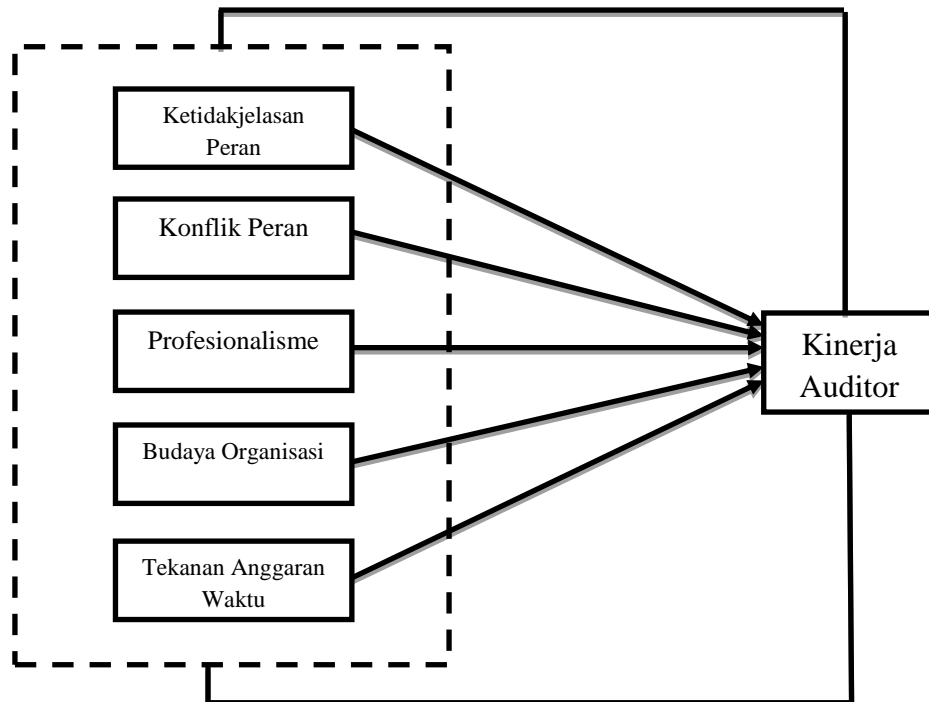 Ketidakjelasan
Peran
Konflik Peran
Profesionalisme
Kinerja
Auditor
Budaya Organisasi
Tekanan Anggaran
Waktu